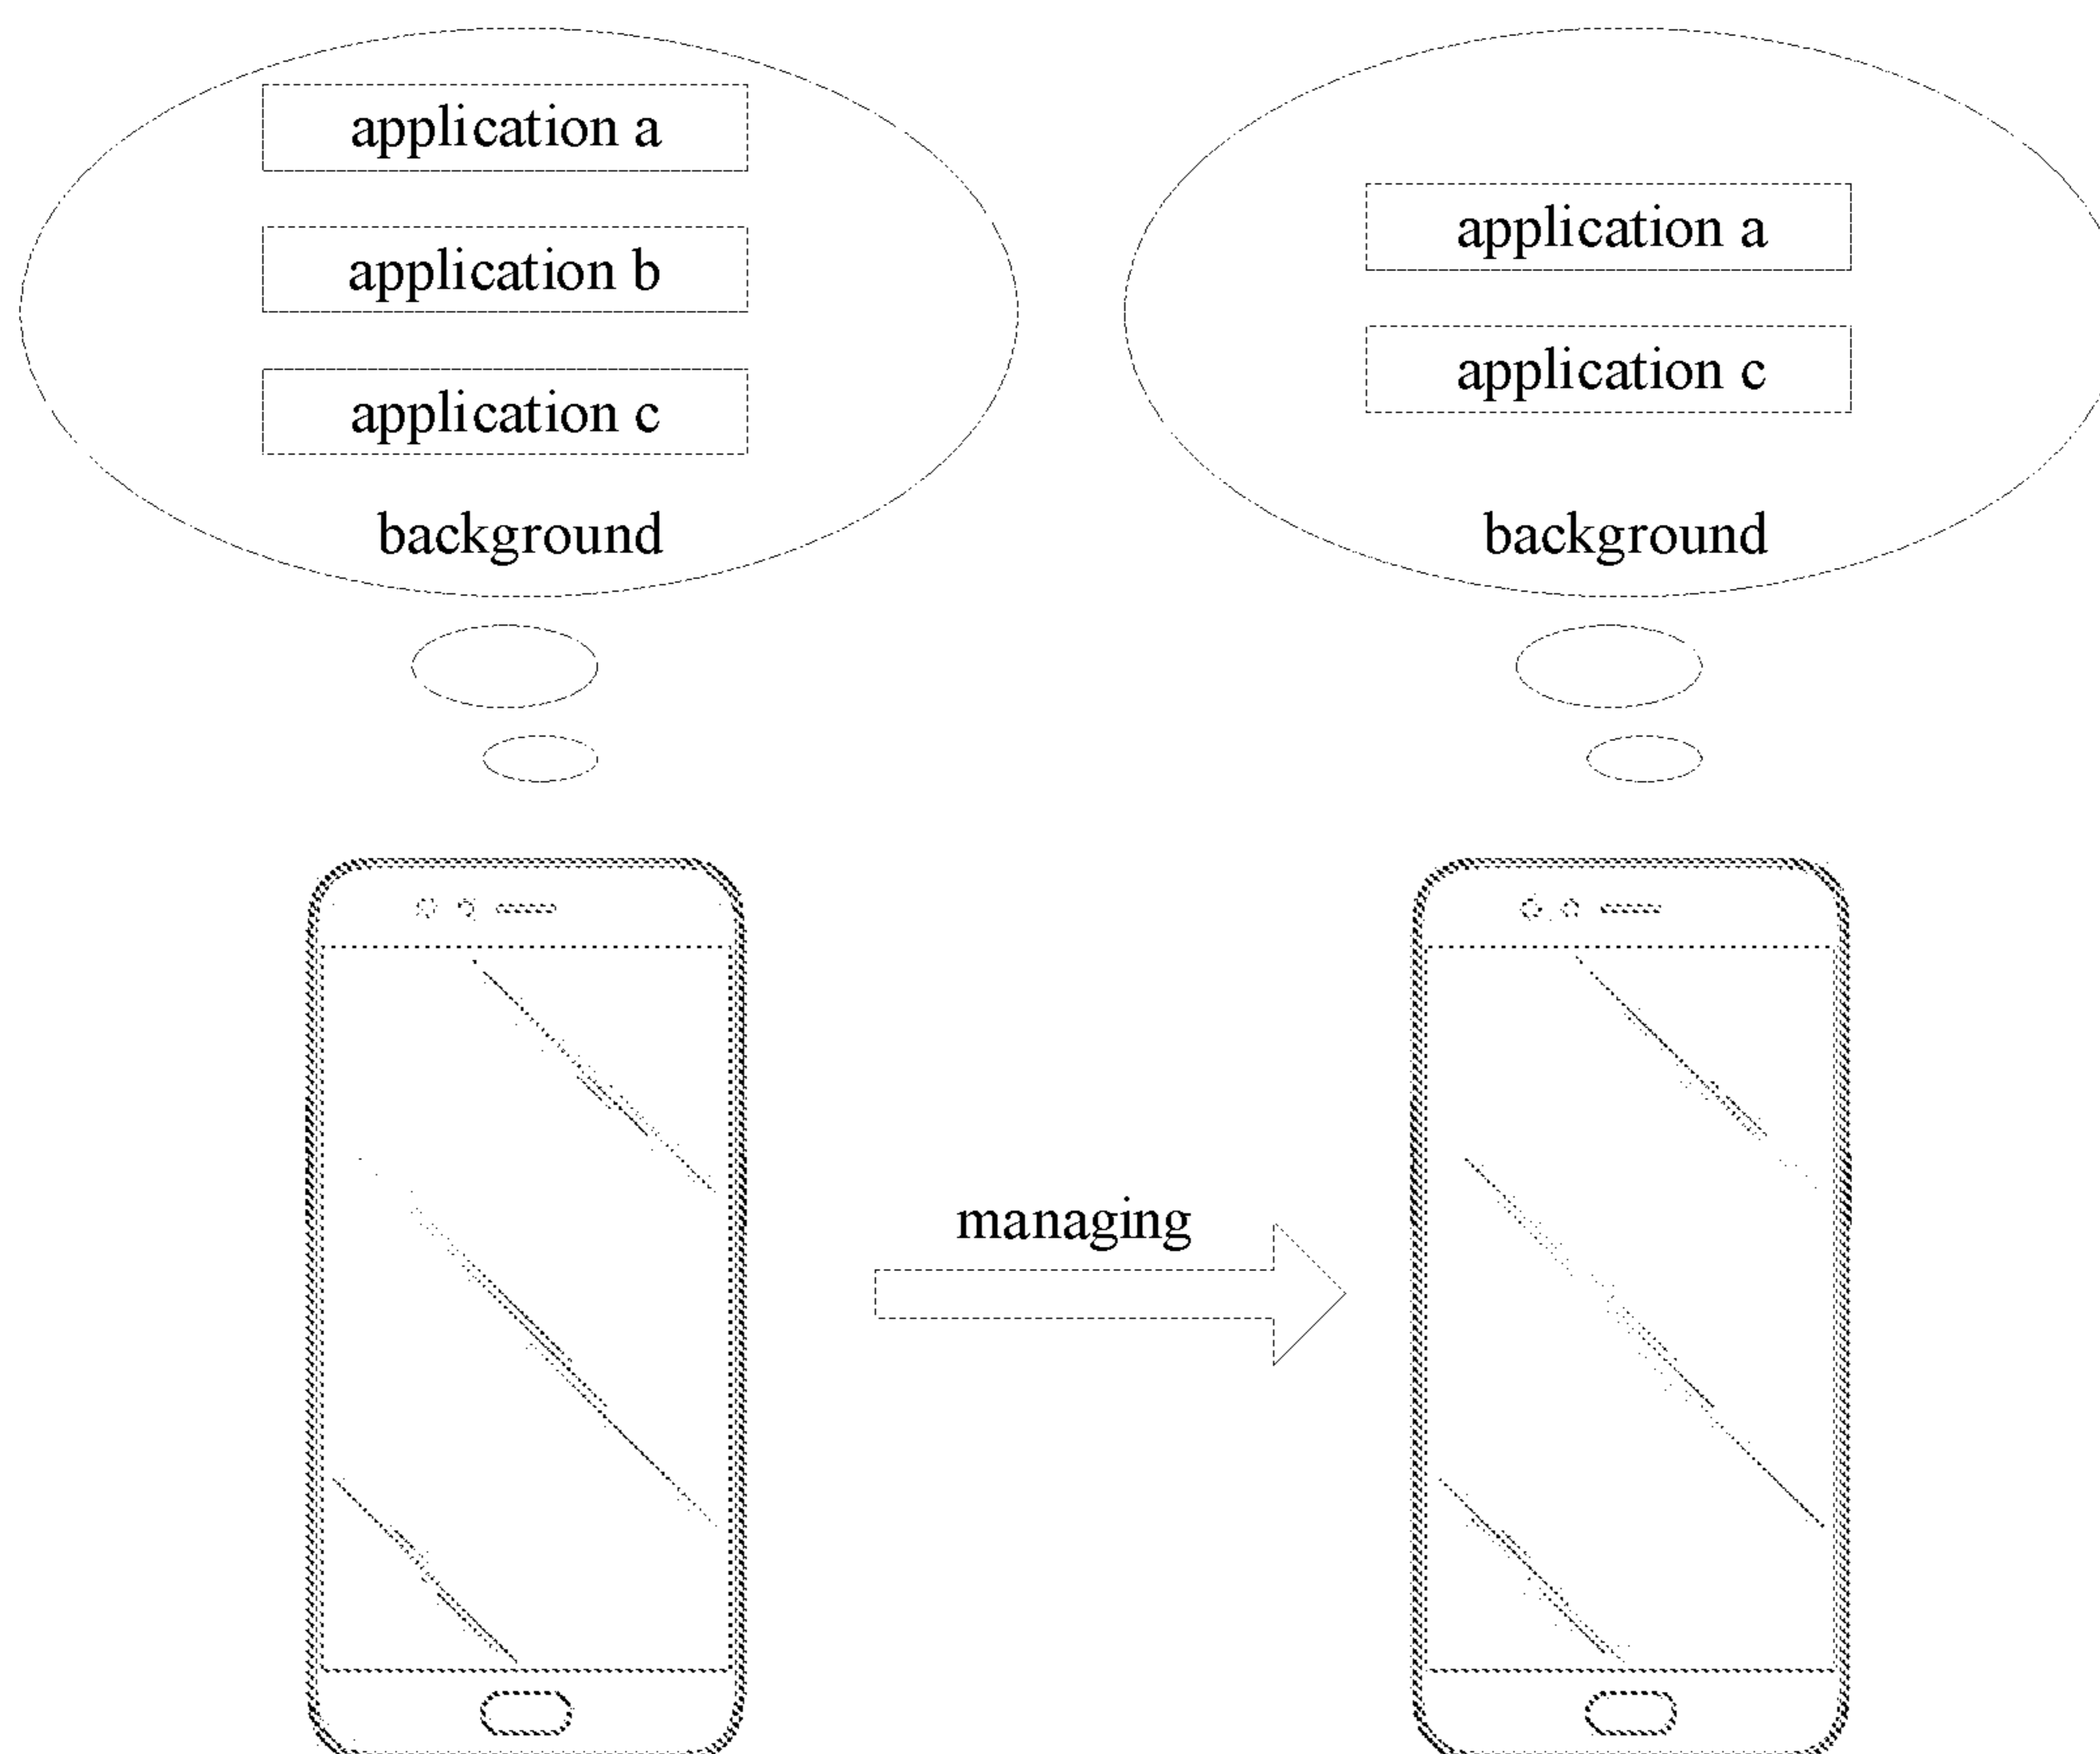 application a
application b
application c
background
application a
application c
background
managing